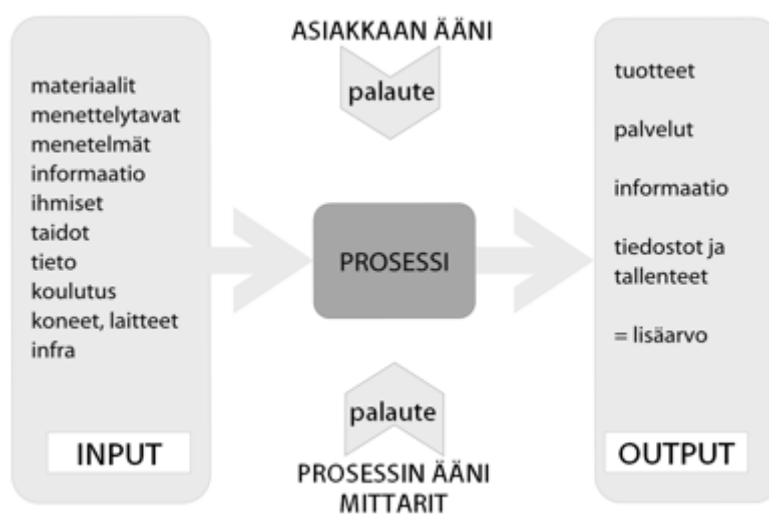 materiaalit
menettelytavat
menetelmät
informaatio
ihmiset
taidot
tieto
koulutus
koneet, laitteet
infra
INPUT
ASIAKKAAN ÄÄNI
palaute
PROSESSI
palaute
PROSESSIN ÄÄNI
MITTARIT
tuotteet
palvelut
informaatio
tiedostot ja
tallenteet
= lisäarvo
OUTPUT